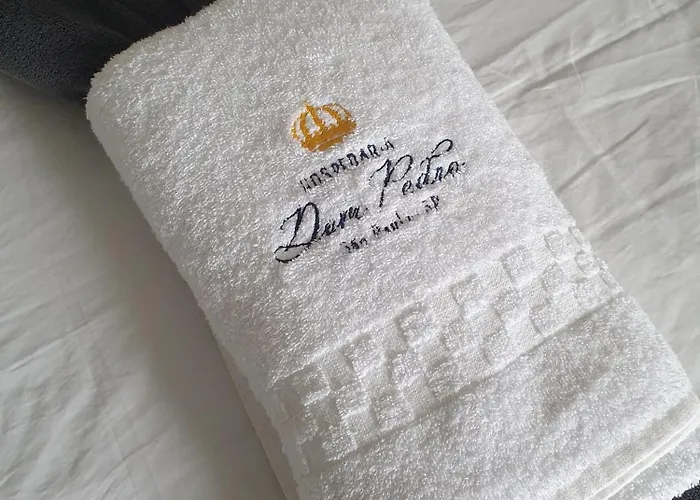 HOSPEDARIA
Dom Pedro
São Paulo. SP